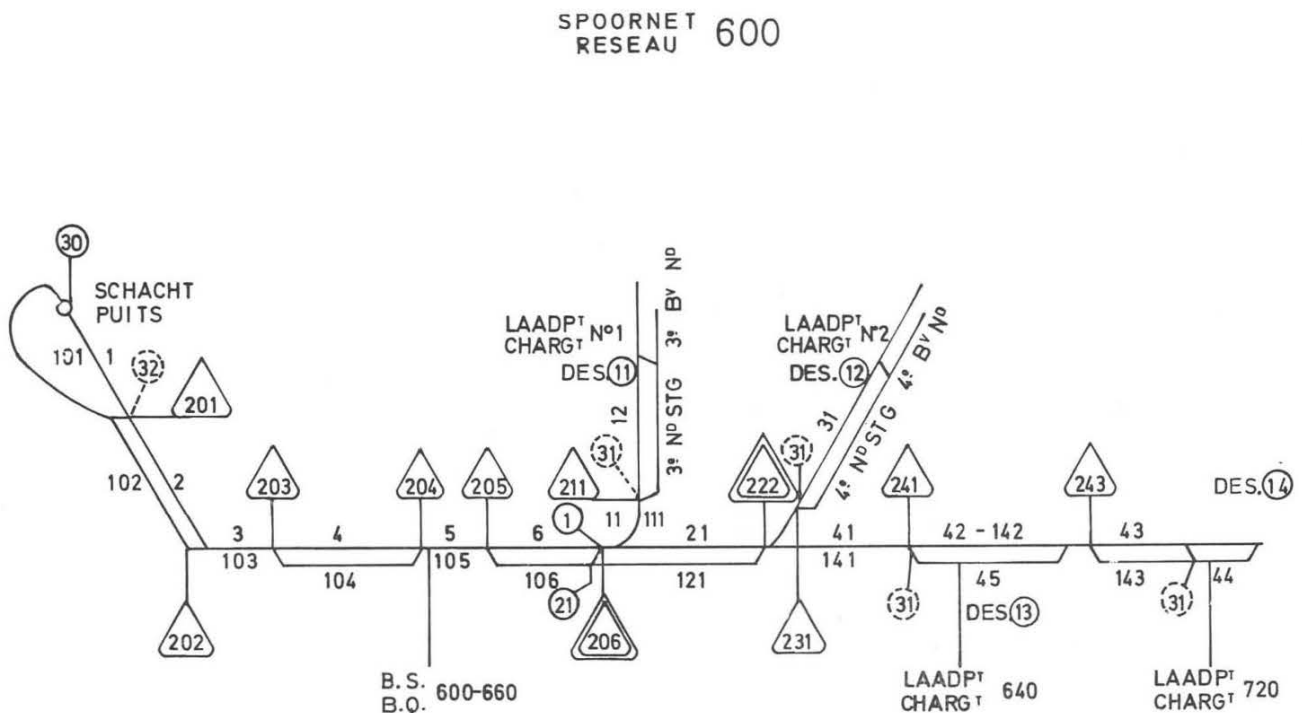 SPOORNET
RESEAU 600
30
SCHACHT
PUITS
101 1
32
201
102 2
LAADPT
CHARGT Nº1
DES. 11
12
31
3º Nº STG 3º BV Nº
LAADPT
CHARGT Nº2
DES. 12
31
31
4º Nº STG 4º BV Nº
203
204
205
211
222
241
243
DES. 14
1
11 111
3 4 5 6 21 41 42 - 142 43
103 104 105 106 121 141 45 143 44
21
31
DES. 13
31
202
206
231
B.S.
B.O. 600-660
LAADPT
CHARGT 640
LAADPT
CHARGT 720